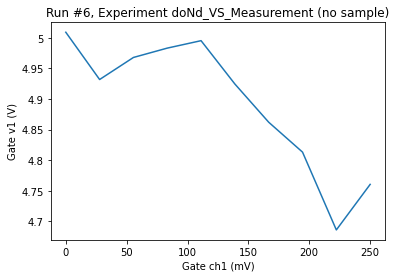 Run #6, Experiment doNd_VS_Measurement (no sample)
Gate v1 (V)
5
4.95
4.9
4.85
4.8
4.75
4.7
0 50 100 150 200 250
Gate ch1 (mV)